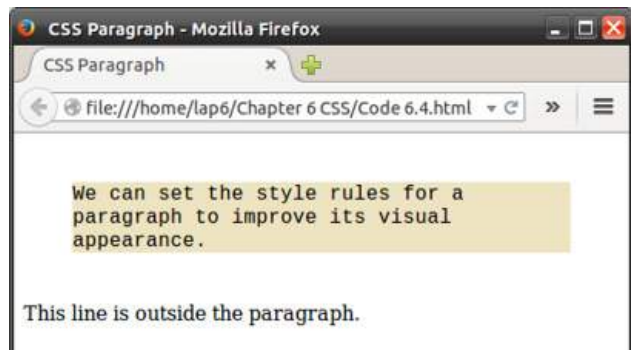 CSS Paragraph - Mozilla Firefox
CSS Paragraph
file:///home/lap6/Chapter 6 CSS/Code 6.4.html
We can set the style rules for a
paragraph to improve its visual
appearance.
This line is outside the paragraph.